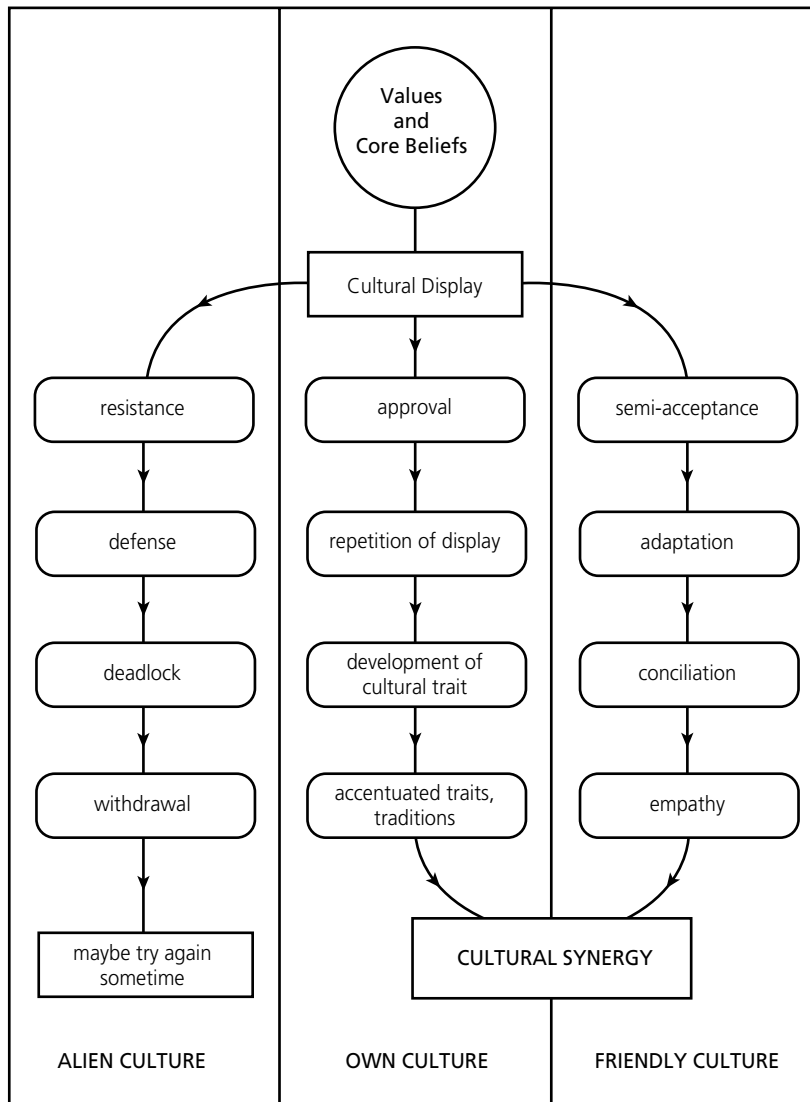 Values
and
Core Beliefs
Cultural Display
resistance
approval
semi-acceptance
defense
repetition of display
adaptation
deadlock
development of
cultural trait
conciliation
withdrawal
accentuated traits,
traditions
empathy
maybe try again
sometime
CULTURAL SYNERGY
ALIEN CULTURE
OWN CULTURE
FRIENDLY CULTURE